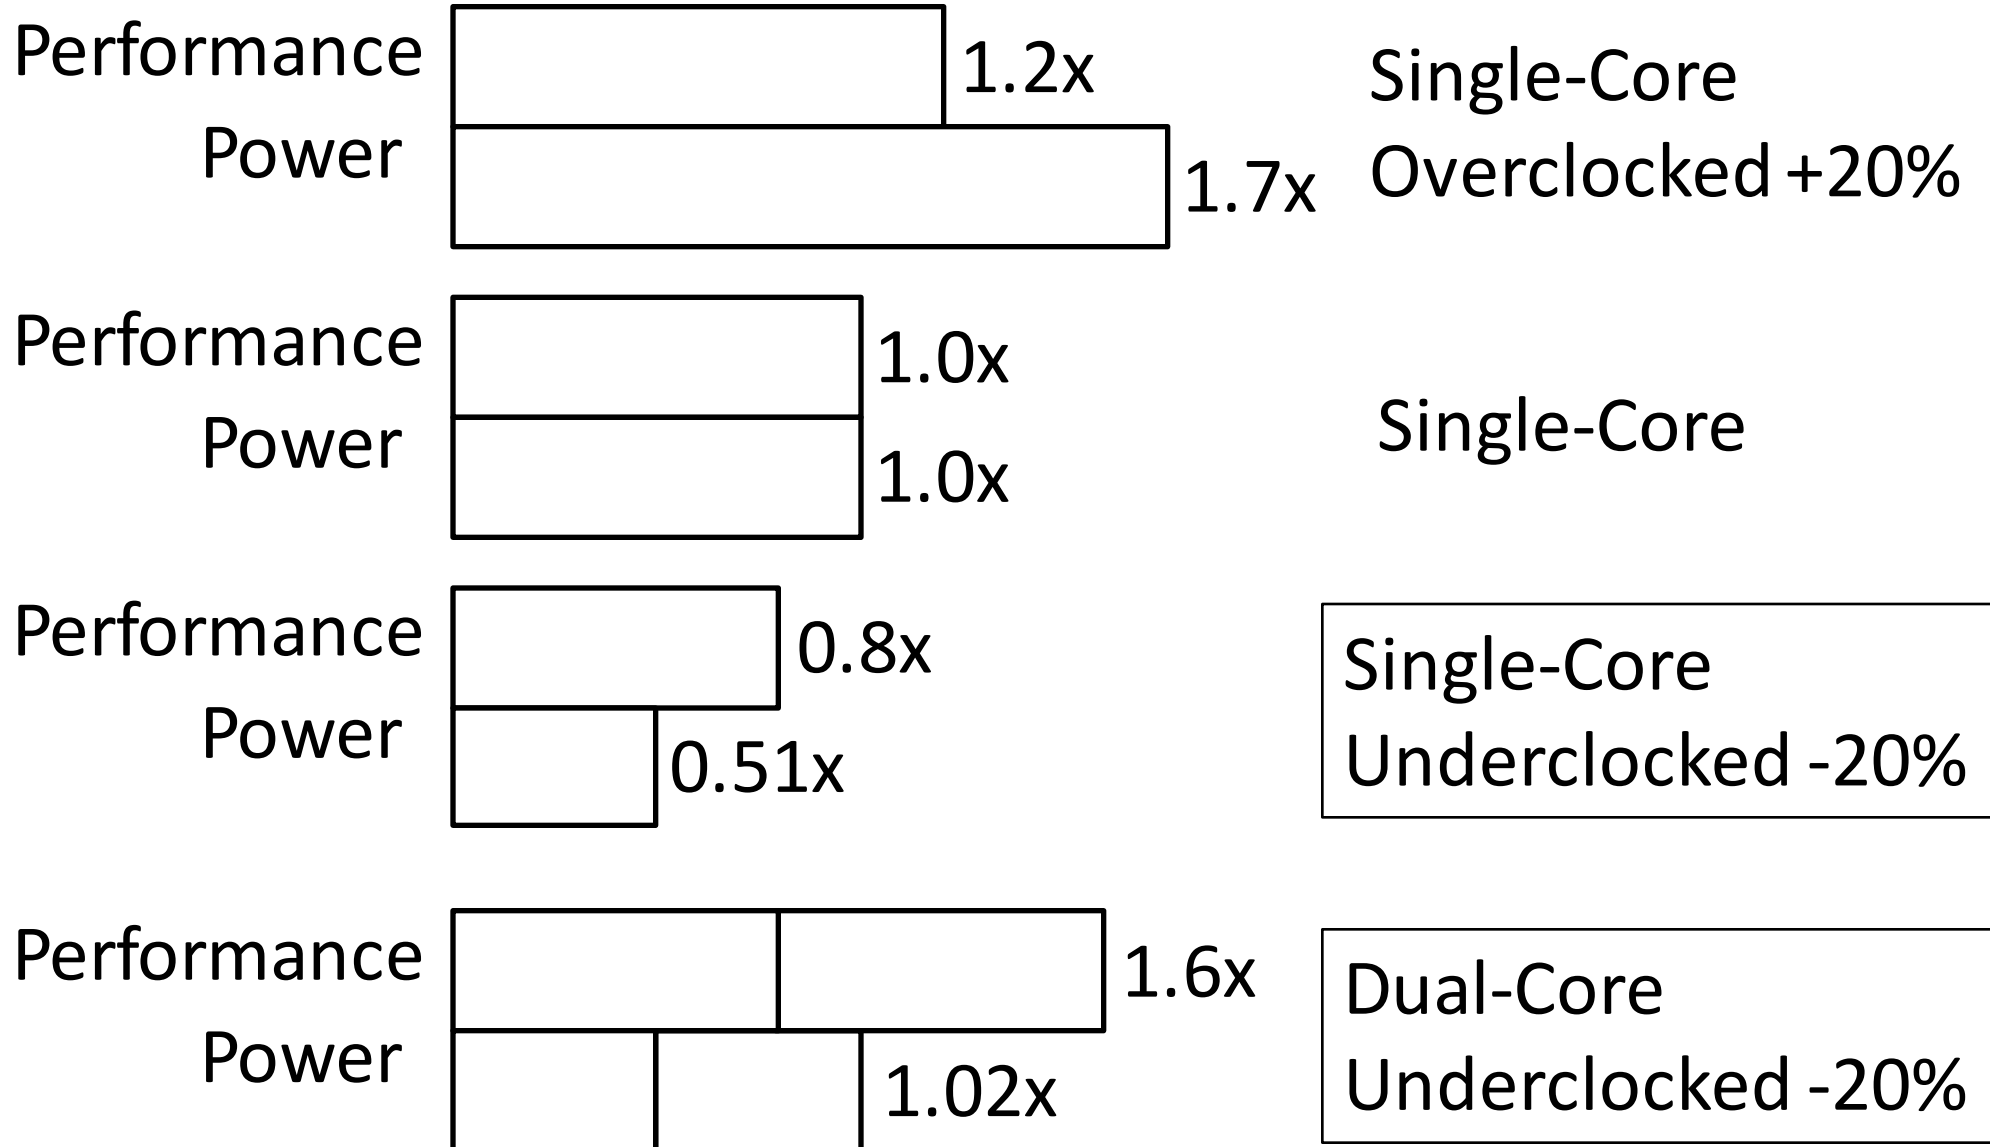 Performance
1.2x
Single-Core
Power
1.7x
Overclocked +20%
Performance
1.0x
Single-Core
Power
1.0x
Performance
0.8x
Single-Core
Power
0.51x
Underclocked -20%
Performance
1.6x
Dual-Core
Power
1.02x
Underclocked -20%